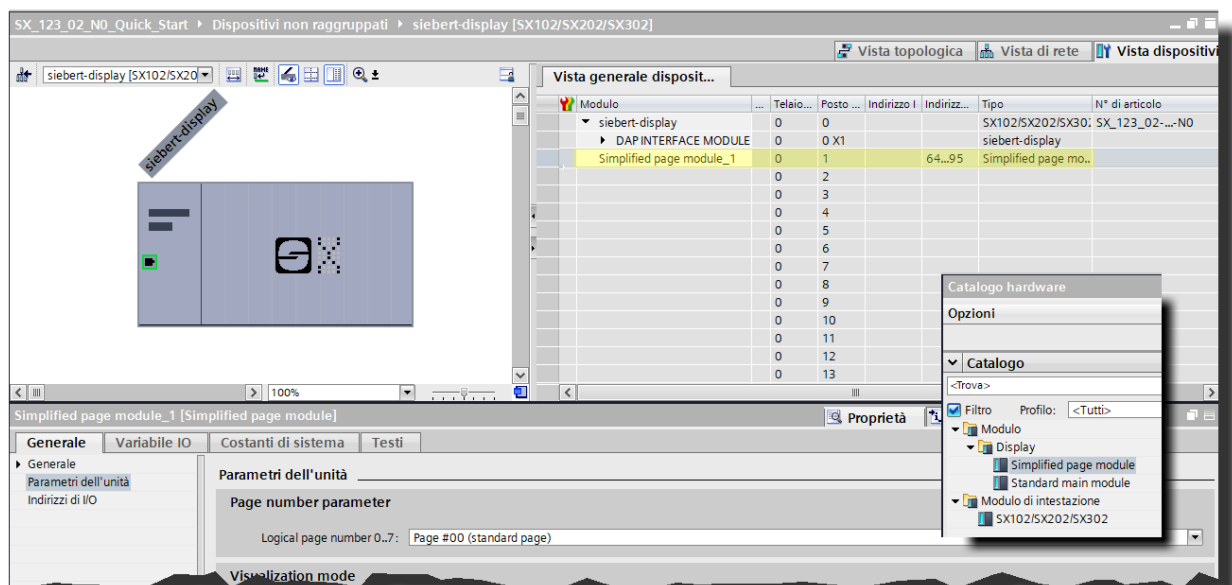 SX_123_02_N0_Quick_Start ▸ Dispositivi non raggruppati ▸ siebert-display [SX102/SX202/SX302]
Vista topologica Vista di rete Vista dispositivi
siebert-display [SX102/SX20
Vista generale disposit...
siebert-display
Modulo ... Telaio... Posto ... Indirizzo I Indirizz... Tipo N° di articolo
siebert-display 0 0 SX102/SX202/SX30 SX_123_02-...-N0
DAP INTERFACE MODULE 0 0 X1 siebert-display
Simplified page module_1 0 1 64...95 Simplified page mo..
0 2
0 3
0 4
0 5
0 6
0 7
0 8
0 9
0 10
0 11
0 12
0 13
SX
100%
Catalogo hardware
Opzioni
Catalogo
<Trova>
Filtro Profilo: <Tutti>
Modulo
Display
Simplified page module
Standard main module
Modulo di intestazione
SX102/SX202/SX302
Simplified page module_1 [Simplified page module]
Proprietà
Generale Variabile IO Costanti di sistema Testi
Generale
Parametri dell'unità
Indirizzi di I/O
Parametri dell'unità
Page number parameter
Logical page number 0..7: Page #00 (standard page)
Visualization mode